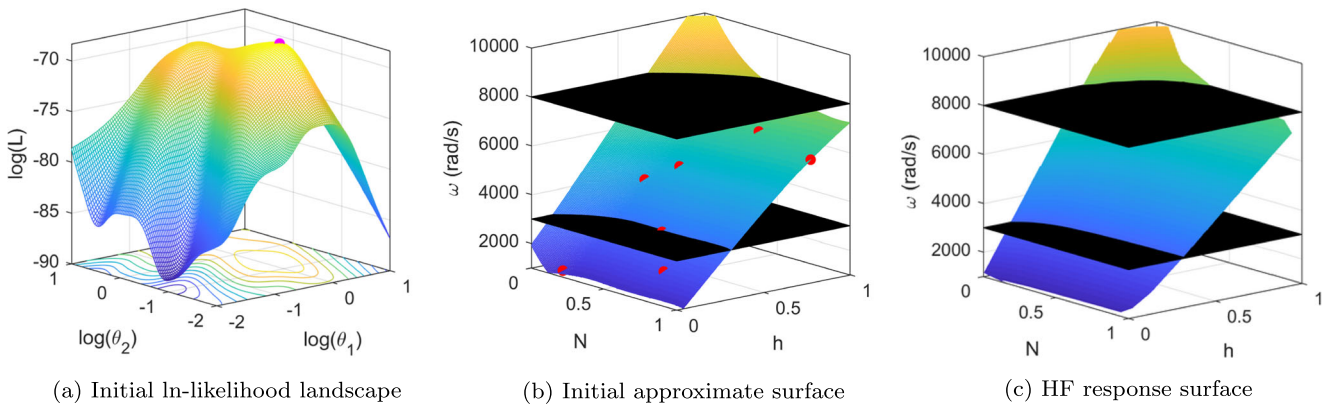 log(L)
-70
-75
-80
-85
-90
1
0
-1
-2
-2
-1
0
1
log(θ₂)
log(θ₁)
(a) Initial ln-likelihood landscape
ω (rad/s)
10000
8000
6000
4000
2000
0
0.5
1
0
0.5
1
N
h
(b) Initial approximate surface
ω (rad/s)
10000
8000
6000
4000
2000
0
0.5
1
0
0.5
1
N
h
(c) HF response surface